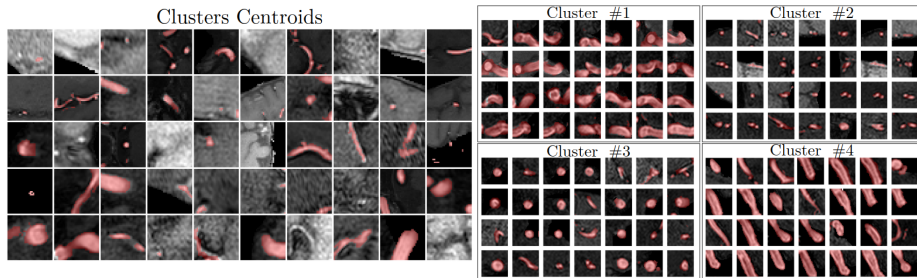 Clusters Centroids
Cluster #1
Cluster #2
Cluster #3
Cluster #4